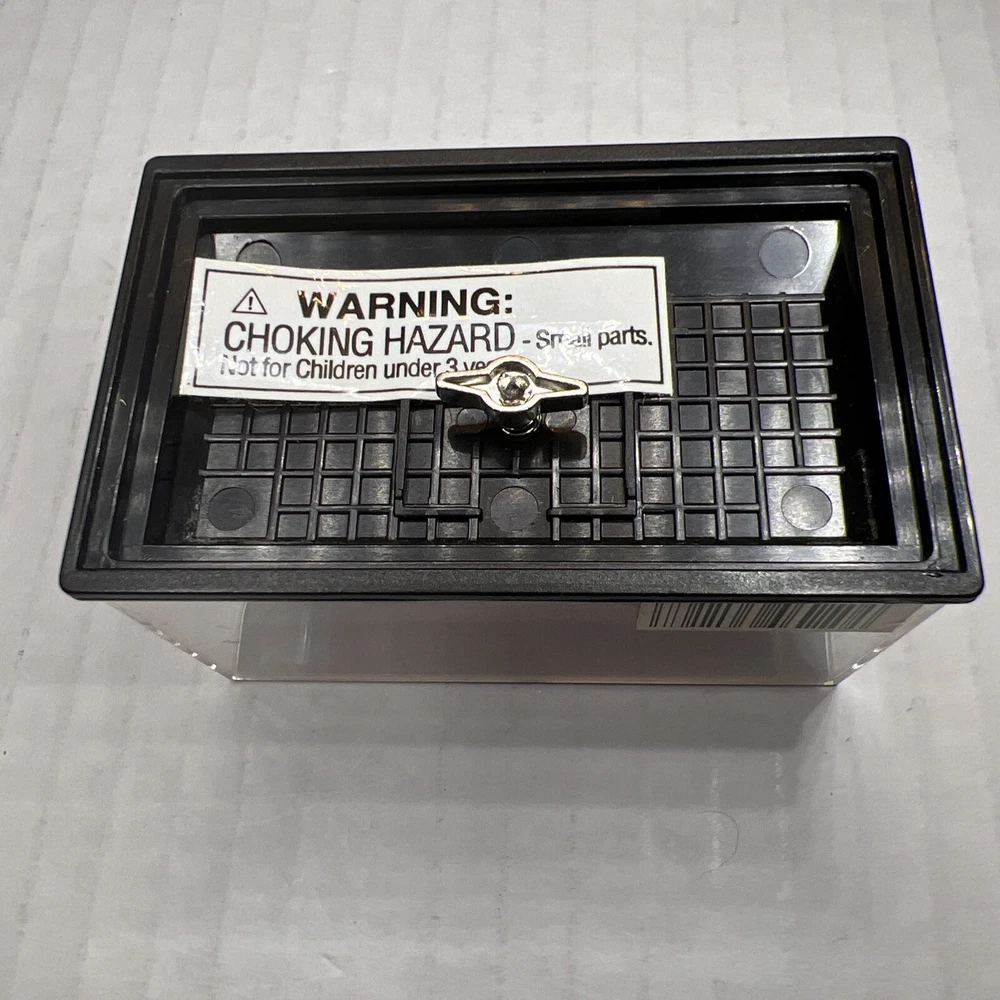 WARNING:
CHOKING HAZARD - Small parts.
Not for Children under 3